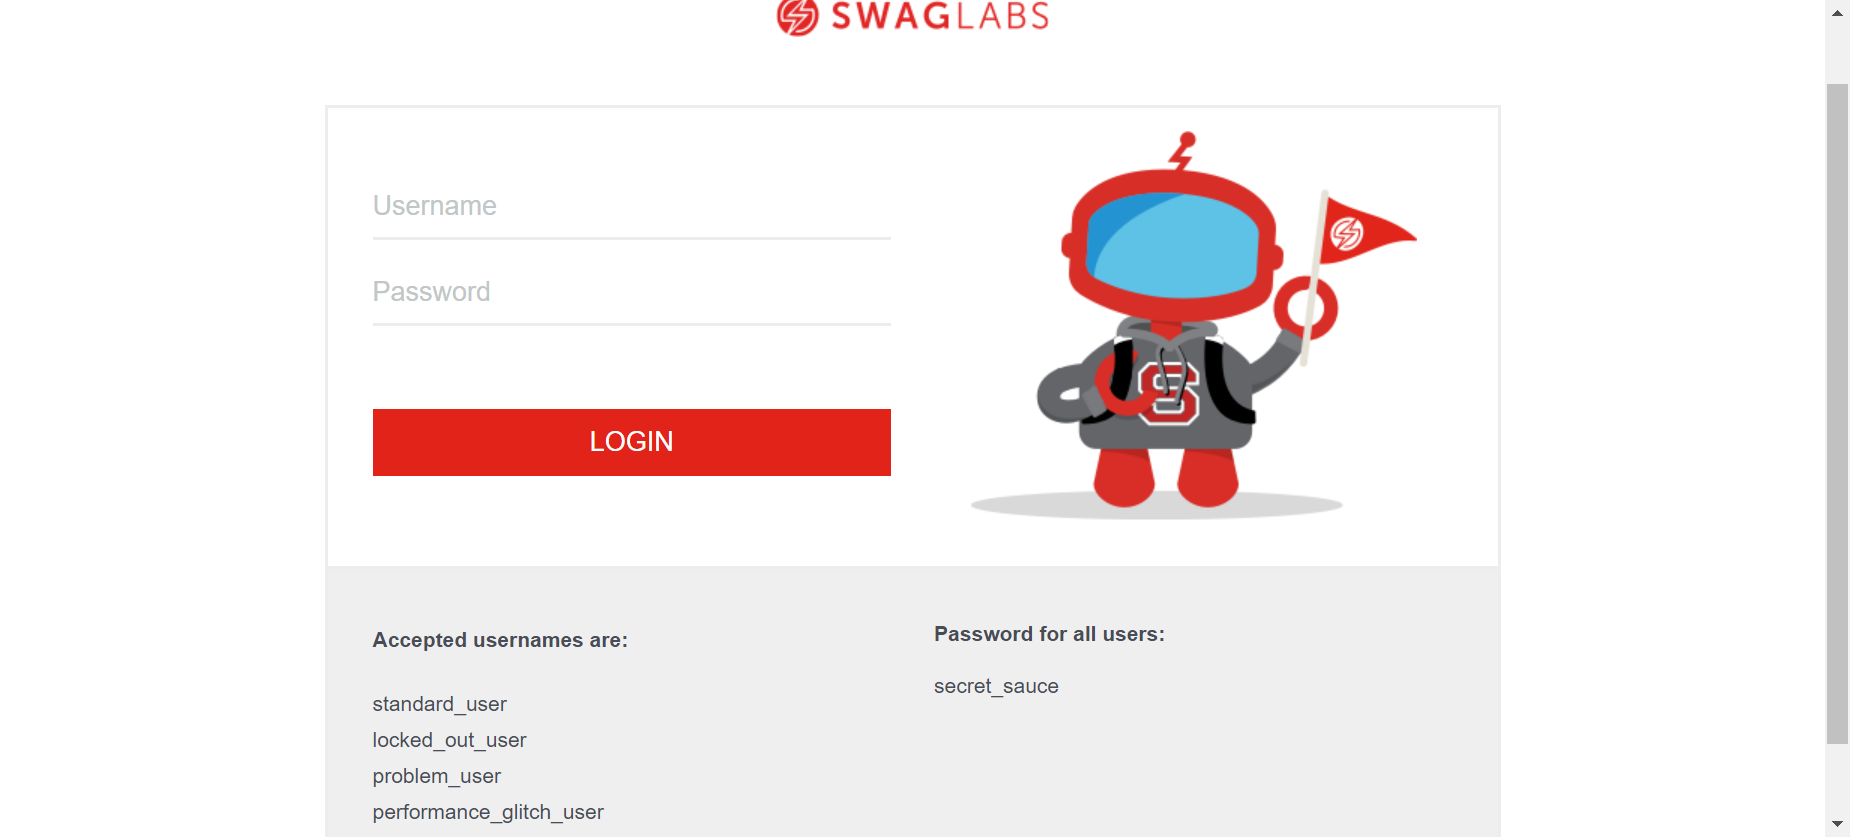 SWAGLABS
Username
Password
LOGIN
S
Accepted usernames are:
standard_user
locked_out_user
problem_user
performance_glitch_user
Password for all users:
secret_sauce